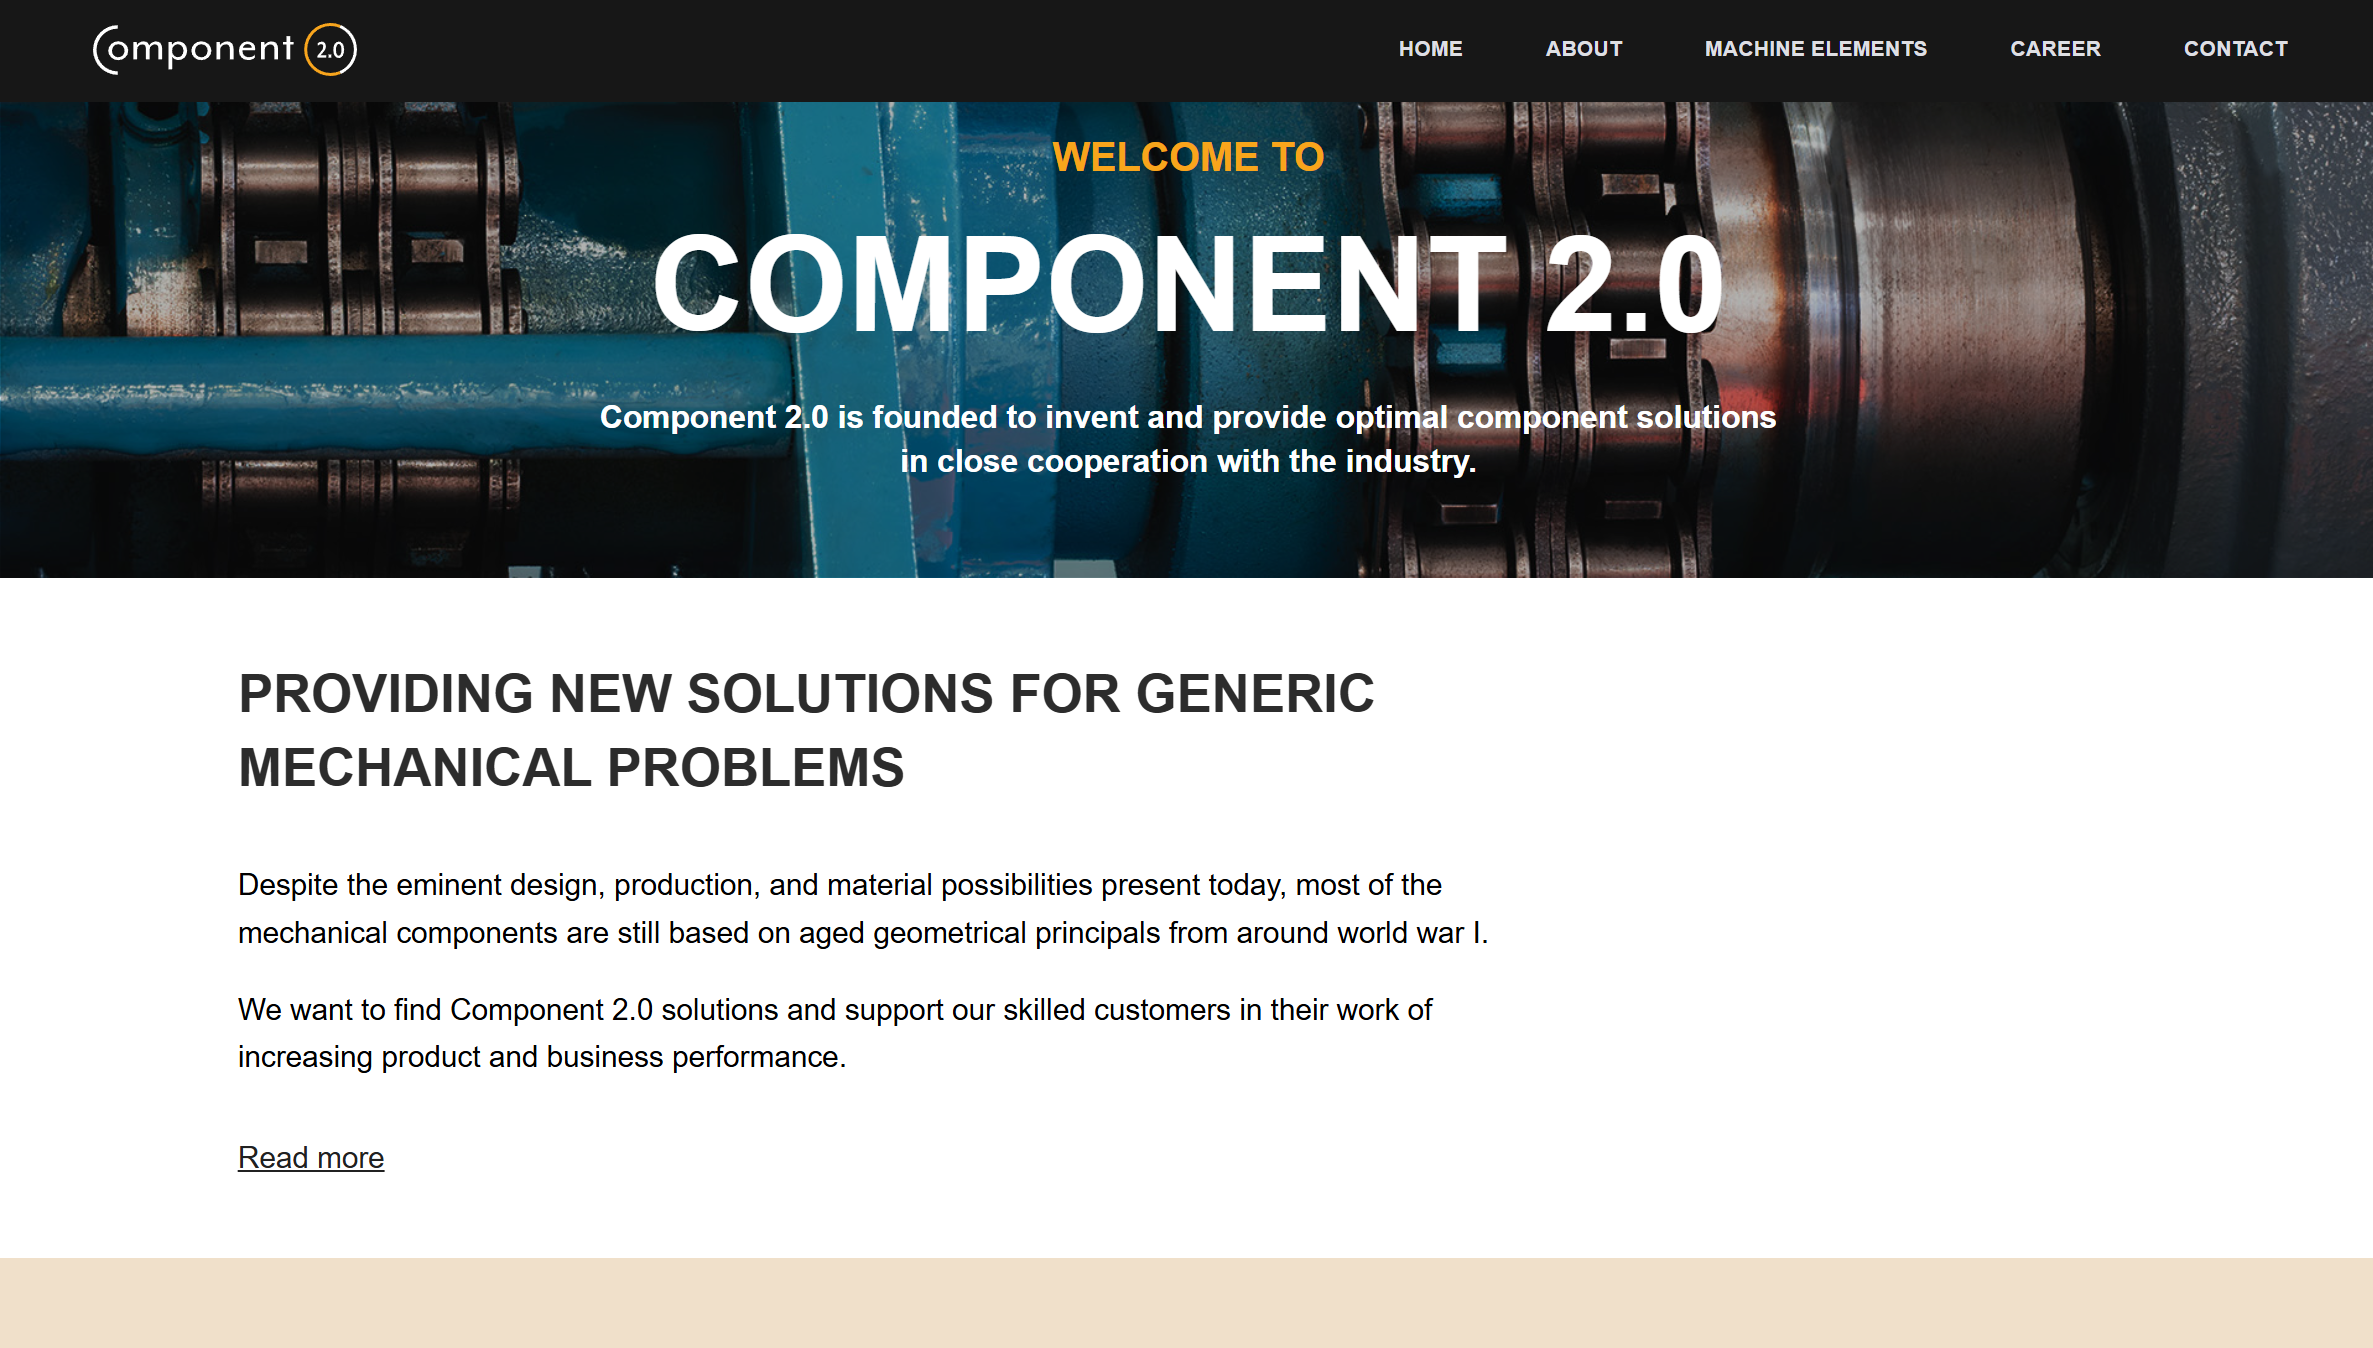 Component 2.0
HOME ABOUT MACHINE ELEMENTS CAREER CONTACT
WELCOME TO
COMPONENT 2.0
Component 2.0 is founded to invent and provide optimal component solutions
in close cooperation with the industry.
PROVIDING NEW SOLUTIONS FOR GENERIC
MECHANICAL PROBLEMS
Despite the eminent design, production, and material possibilities present today, most of the
mechanical components are still based on aged geometrical principals from around world war I.
We want to find Component 2.0 solutions and support our skilled customers in their work of
increasing product and business performance.
Read more